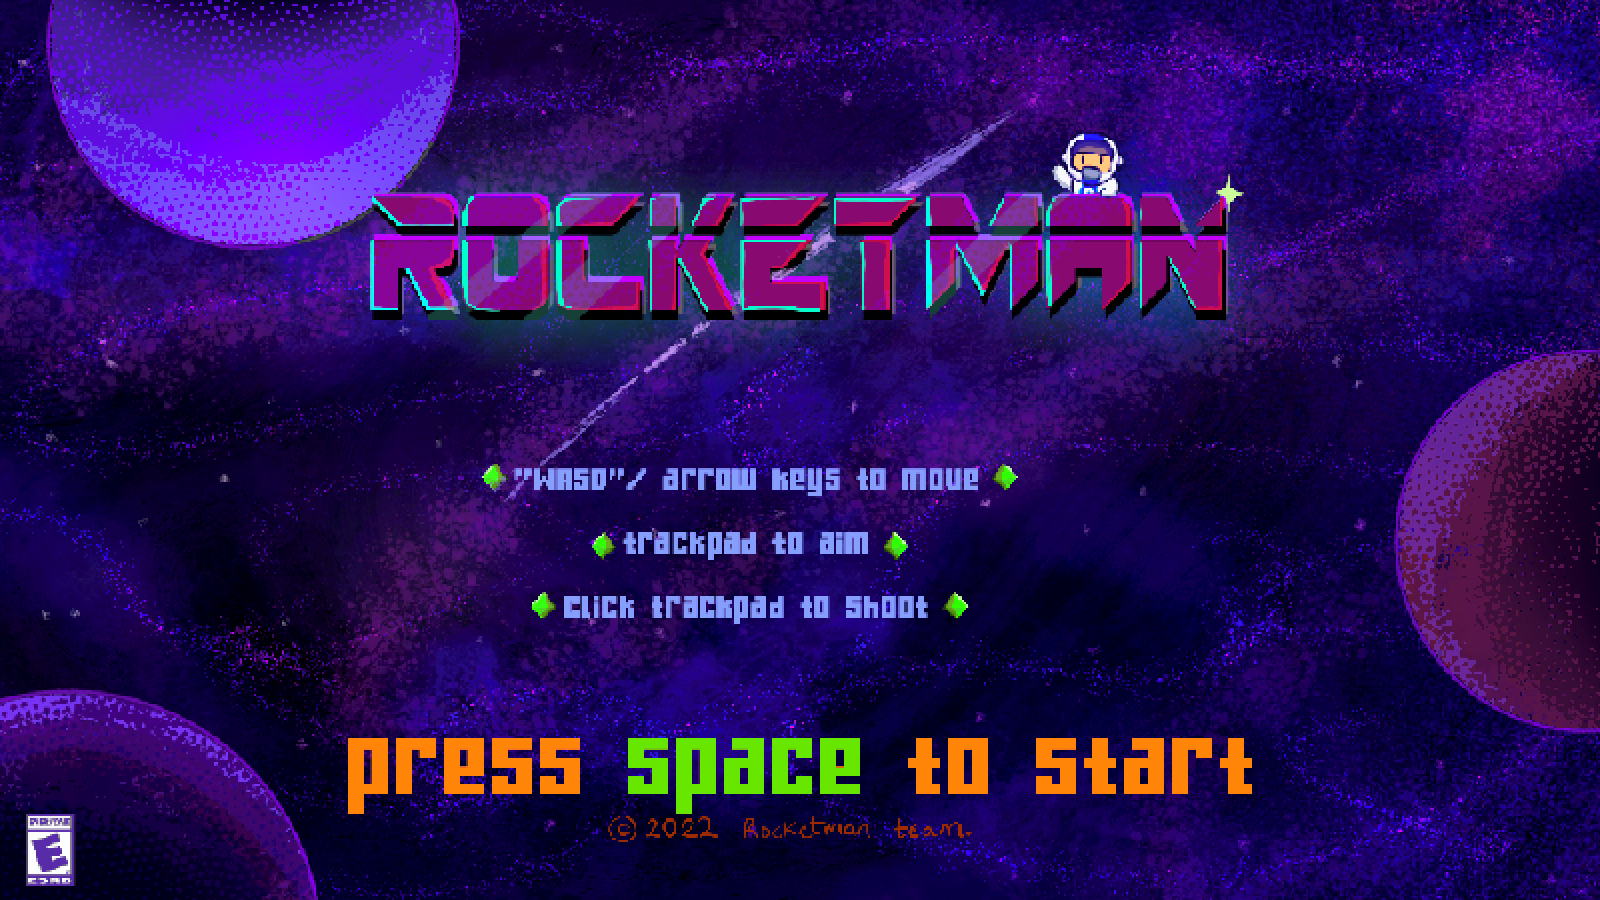 ROCKETMAN
"WASD"/ arrow keys to move
trackpad to aim
click trackpad to shoot
press space to start
© 2022 Rocketman team.
E